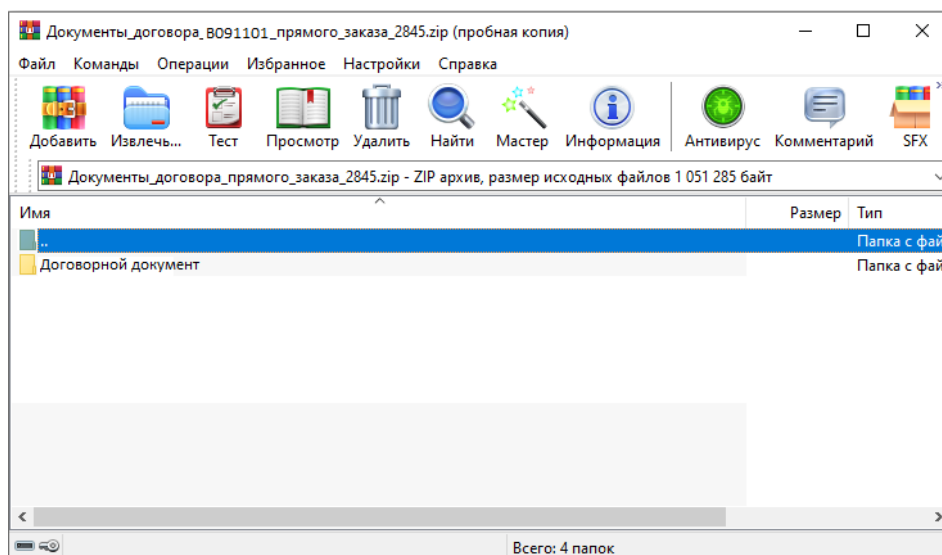 Документы_договора_B091101_прямого_заказа_2845.zip (пробная копия)
Файл Команды Операции Избранное Настройки Справка
Добавить Извлечь... Тест Просмотр Удалить Найти Мастер Информация Антивирус Комментарий SFX
Документы_договора_прямого_заказа_2845.zip - ZIP архив, размер исходных файлов 1 051 285 байт
Имя Размер Тип
.. Папка с фай
Договорной документ Папка с фай
Всего: 4 папок